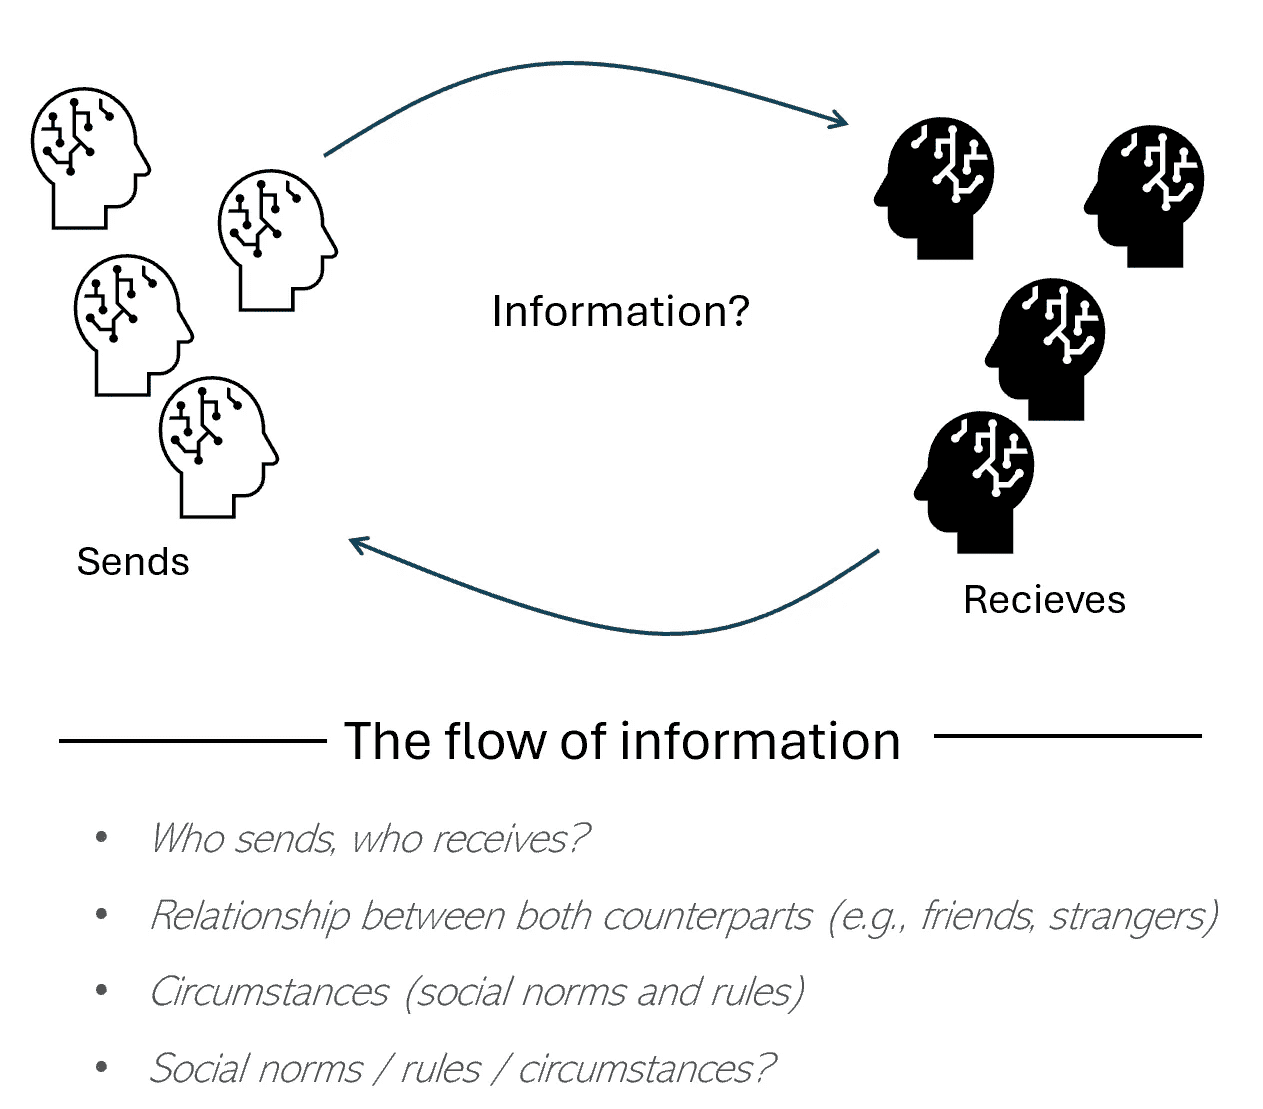 Information?
Sends
Recieves
The flow of information
• Who sends, who receives?
• Relationship between both counterparts (e.g., friends, strangers)
• Circumstances (social norms and rules)
• Social norms / rules / circumstances?